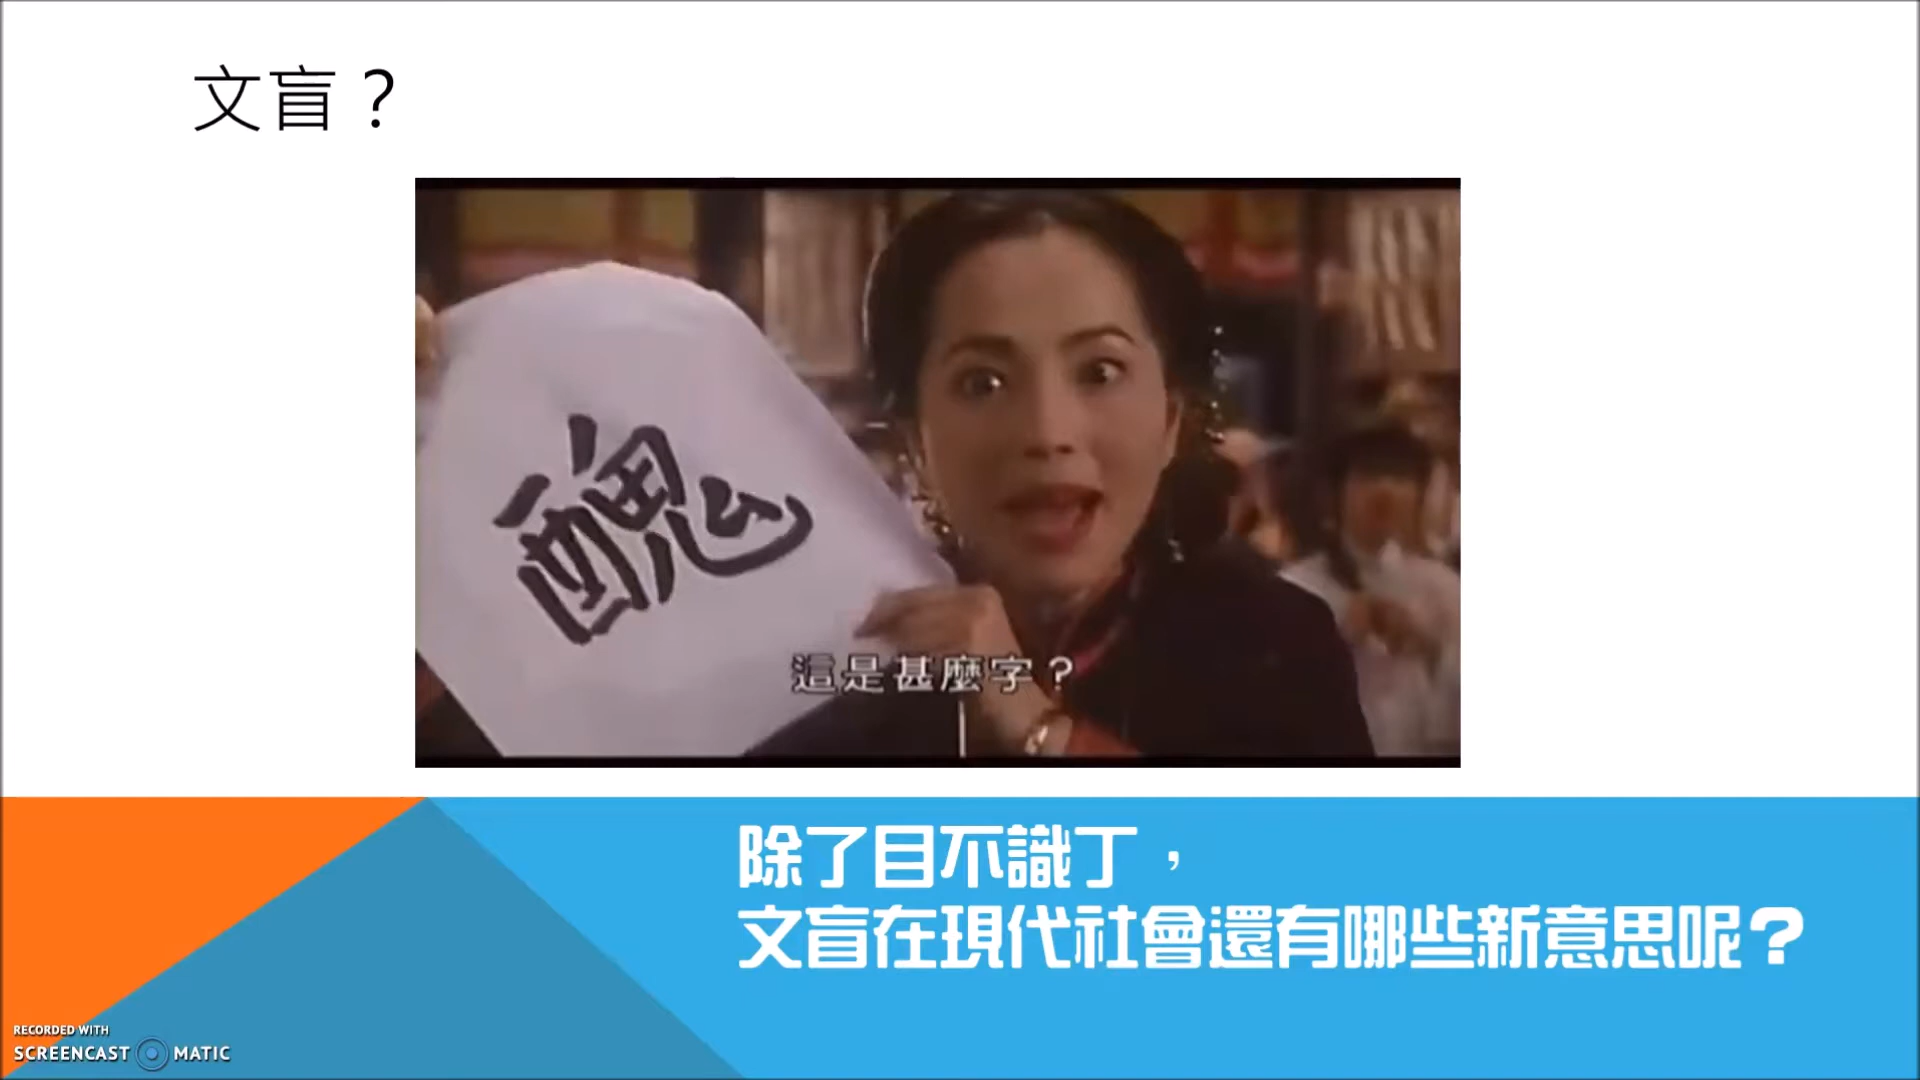 文盲？
醜
這是甚麼字？
除了目不識丁，
文盲在現代社會還有哪些新意思呢？
RECORDED WITH
SCREENCAST MATIC